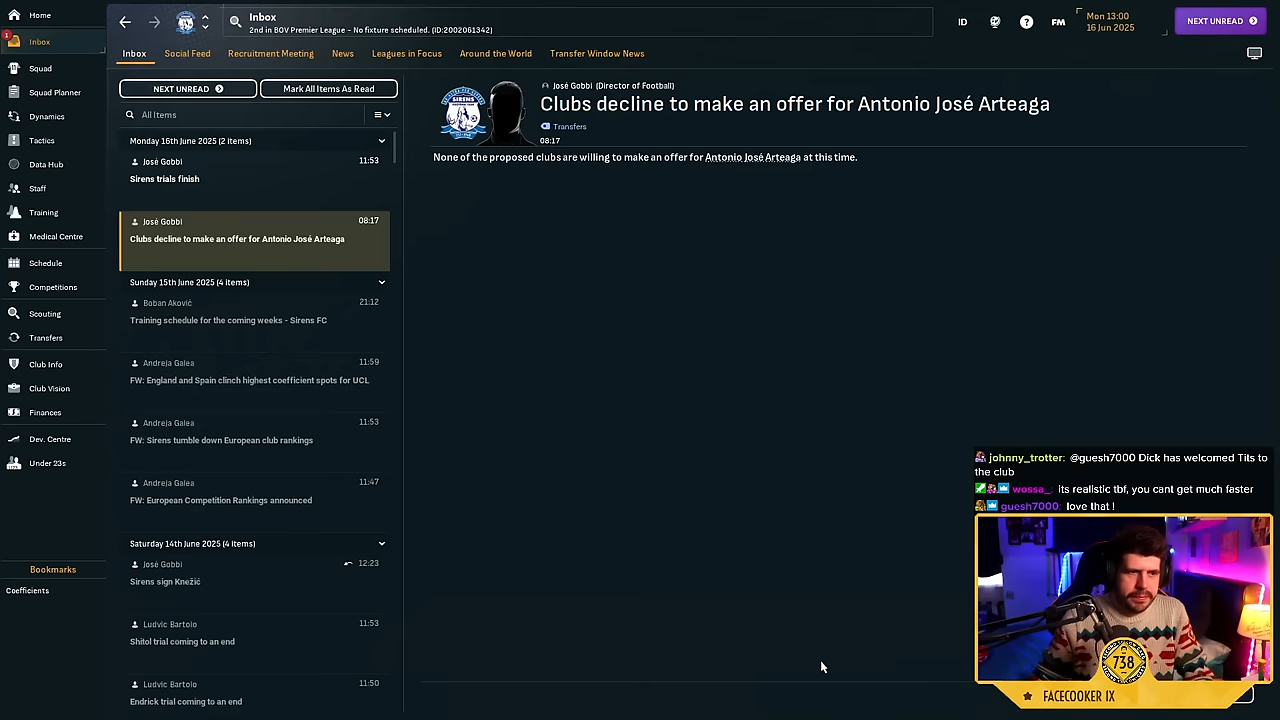 Home
Inbox
2nd in BOV Premier League - No fixture scheduled. (ID:2002061342)
ID
FM
Mon 13:00
16 Jun 2025
NEXT UNREAD
1
Inbox
Squad
Squad Planner
Dynamics
Tactics
Data Hub
Staff
Training
Medical Centre
Schedule
Competitions
Scouting
Transfers
Club Info
Club Vision
Finances
Dev. Centre
Under 23s
Bookmarks
Coefficients
Inbox
Social Feed
Recruitment Meeting
News
Leagues in Focus
Around the World
Transfer Window News
NEXT UNREAD
Mark All Items As Read
All Items
Monday 16th June 2025 (2 items)
José Gobbi 11:53
Sirens trials finish
José Gobbi 08:17
Clubs decline to make an offer for Antonio José Arteaga
Sunday 15th June 2025 (4 items)
Boban Aković 21:12
Training schedule for the coming weeks - Sirens FC
Andreja Galea 11:59
FW: England and Spain clinch highest coefficient spots for UCL
Andreja Galea 11:53
FW: Sirens tumble down European club rankings
Andreja Galea 11:47
FW: European Competition Rankings announced
Saturday 14th June 2025 (4 items)
José Gobbi 12:23
Sirens sign Knežić
Ludvic Bartolo 11:53
Shitol trial coming to an end
Ludvic Bartolo 11:50
Endrick trial coming to an end
SIRENS
José Gobbi (Director of Football)
Clubs decline to make an offer for Antonio José Arteaga
Transfers
08:17
None of the proposed clubs are willing to make an offer for Antonio José Arteaga at this time.
johnny_trotter: @guesh7000 Dick has welcomed Tits to
the club
wossa_: its realistic tbf, you cant get much faster
guesh7000: love that !
738
FACECOOKER IX